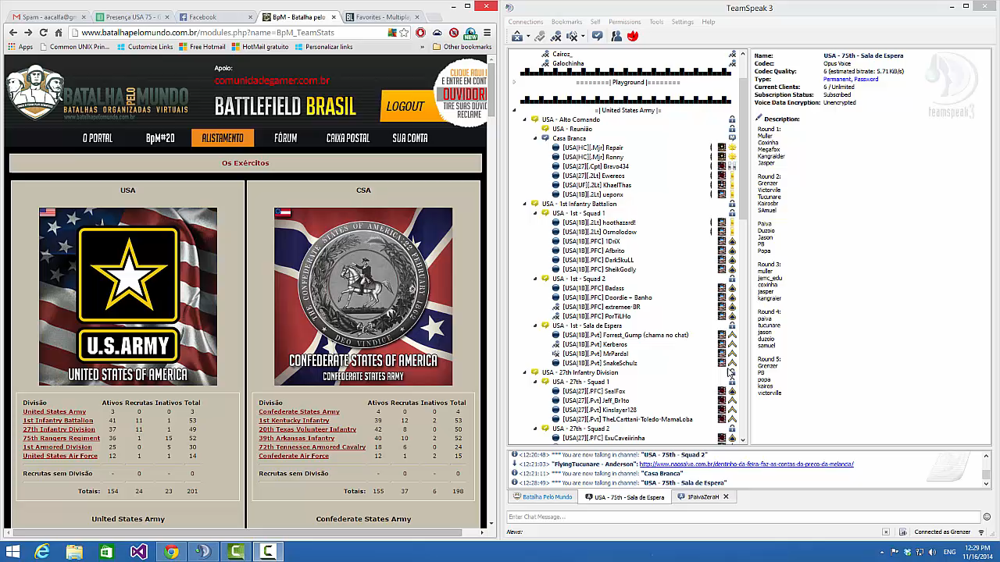 Spam - aacalfa@gm
Presença USA 75 - G
Facebook
BpM - Batalha pelo
Favorites - Multiplay
www.batalhapelomundo.com.br/modules.php?name=BpM_TeamStats
Apps
Common QNX Prim
Customize Links
Free Hotmail
HotMail gratuito
Personalizar links
»
Other bookmarks
BATALHA PELO MUNDO
BATALHAS ORGANIZADAS VIRTUAIS
www.batalhapelomundo.com.br
Apoio:
comunidadegamer.com.br
BATTLEFIELD BRASIL
LOGOUT
CLIQUE AQUI
E ENTRE EM CONT
OUVIDORI
TIRE SUAS DÚVID
RECLAME
O PORTAL
BpM#20
ALISTAMENTO
FÓRUM
CAIXA POSTAL
SUA CONTA
Os Exércitos
USA
CSA
U.S.ARMY
UNITED STATES OF AMERICA
THE CONFEDERATE STATES OF AMERICA: 22 FEBRUARY 1862
DEO VINDICE
CONFEDERATE STATES OF AMERICA
CONFEDERATE STATES ARMY
Divisão Ativos Recrutas Inativos Total
United States Army 3 0 0 3
1st Infantry Battalion 41 11 1 53
27th Infantry Division 37 11 1 49
75th Rangers Regiment 36 1 15 52
1st Armored Division 25 0 5 30
United States Air Force 12 1 1 14
Recrutas sem Divisão - 0 0 -
Totais: 154 24 23 201
United States Army
Divisão Ativos Recrutas Inativos Total
Confederate States Army 4 0 0 4
1st Kentucky Infantry 39 12 2 53
20th Texas Volunteer Infantry 42 8 0 50
39th Arkansas Infantry 40 10 2 52
72th Tennessee Armored Cavalry 18 6 0 24
Confederate Air Force 12 1 2 15
Recrutas sem Divisão - 0 0 -
Totais: 155 37 6 198
Confederate States Army
TeamSpeak 3
Connections Bookmarks Self Permissions Tools Settings Help
Cairoz_
Galochinha
========| Playground |========
=| United States Army |=
USA - Alto Comando
USA - Reunião
Casa Branca
[USA|HC][.Mjr] Repair
[USA|HC][.Mjr] Ronny
[USA|27][.Cpt] Bravo434
[USA|27][.2Lt] Ewereos
[USA|UF][.2Lt] KhaelThas
[USA|1B][.2Lt] ueponx
USA - 1st Infantry Battalion
USA - 1st - Squad 1
[USA|1B][.2Lt] hoothazard!
[USA|1B][.2Lt] Osmolodow
[USA|1B][.PFC] 1DriX
[USA|1B][.PFC] Afbrito
[USA|1B][.PFC] Dark5kuLL
[USA|1B][.PFC] SheikGodly
USA - 1st - Squad 2
[USA|1B][.PFC] Badass
[USA|1B][.PFC] Doordie + Banho
[USA|1B][.PFC] extreme·BR
[USA|1B][.PFC] PorTiLHo
USA - 1st - Sala de Espera
[USA|1B][.Pvt] Forrest_Gump (chama no chat)
[USA|1B][.Pvt] Kerberos
[USA|1B][.Pvt] MrPardal
[USA|1B][.Pvt] SnakeSchulz
USA - 27th Infantry Division
USA - 27th - Squad 1
[USA|27][.PFC] SealFox
[USA|27][.Pvt] Jeff_Br1to
[USA|27][.Pvt] Kinslayer128
[USA|27][.Pvt] TheLCarttani-Toledo-MamaLoba
USA - 27th - Squad 2
[USA|27][.PFC] ExuCaveiirinha
Name: USA - 75th - Sala de Espera
Codec: Opus Voice
Codec Quality: 6 (estimated bitrate: 5.71 KiB/s)
Type: Permanent, Password
Current Clients: 6 / Unlimited
Subscription Status: Subscribed
Voice Data Encryption: Unencrypted
teamspeak3
Description:
Round 1:
Muller
Coxinha
Megafox
Kangraider
Jasper
Round 2:
Grenzer
Victorville
Tucunare
Kairosbr
SAmuel
Paiva
Duzoio
Jason
PB
Popa
Round 3:
muller
jemc_edu
coxinha
jasper
kangraier
Round 4:
paiva
tucunare
jason
duzoio
samuel
Round 5:
Grenzer
PB
popa
kairos
victorville
<12:20:48> *** You are now talking in channel: "USA - 75th - Squad 2"
<12:21:03> "FlyingTucunare - Anderson": http://www.naosalvo.com.br/dentinho-da-feira-faz-as-contas-do-preco-da-melancia/
<12:21:11> *** You are now talking in channel: "Casa Branca"
<12:28:49> *** You are now talking in channel: "USA - 75th - Sala de Espera"
Batalha Pelo Mundo
USA - 75th - Sala de Espera
IPaivaZeraH
Enter Chat Message...
News:
Connected as Grenzer
ENG
12:29 PM
11/16/2014